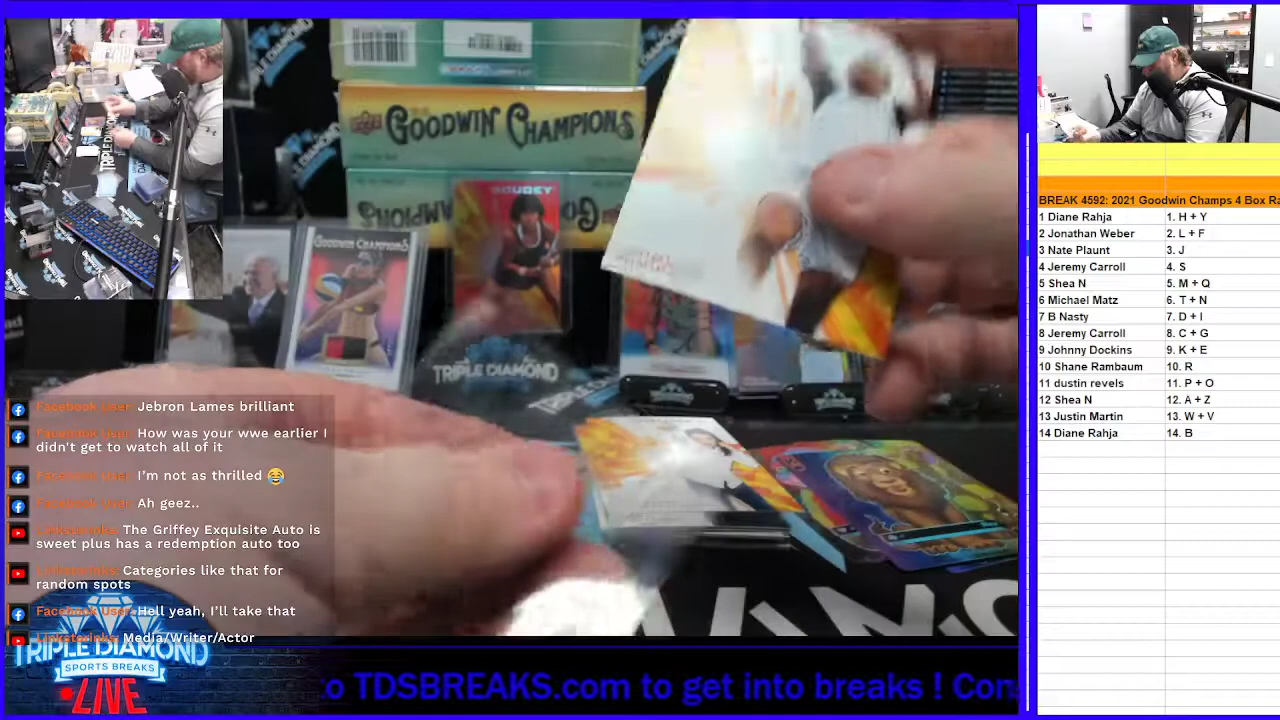 GOODWIN CHAMPIONS
GOODWIN CHAMPIONS
GOUDEY
GOODWIN CHAMPIONS
TRIPLE DIAMOND
Facebook User: Jebron Lames brilliant
Facebook User: How was your wwe earlier I
didn't get to watch all of it
Facebook User: I'm not as thrilled 😂
Facebook User: Ah geez..
The Griffey Exquisite Auto is
sweet plus has a redemption auto too
Categories like that for
random spots
Facebook User: Hell yeah, I'll take that
Media/Writer/Actor
TRIPLE DIAMOND
SPORTS BREAKS
LIVE
o TDSBREAKS.com to get into breaks ! Con
BREAK 4592: 2021 Goodwin Champs 4 Box Ra
1 Diane Rahja 1. H + Y
2 Jonathan Weber 2. L + F
3 Nate Plaunt 3. J
4 Jeremy Carroll 4. S
5 Shea N 5. M + Q
6 Michael Matz 6. T + N
7 B Nasty 7. D + I
8 Jeremy Carroll 8. C + G
9 Johnny Dockins 9. K + E
10 Shane Rambaum 10. R
11 dustin revels 11. P + O
12 Shea N 12. A + Z
13 Justin Martin 13. W + V
14 Diane Rahja 14. B